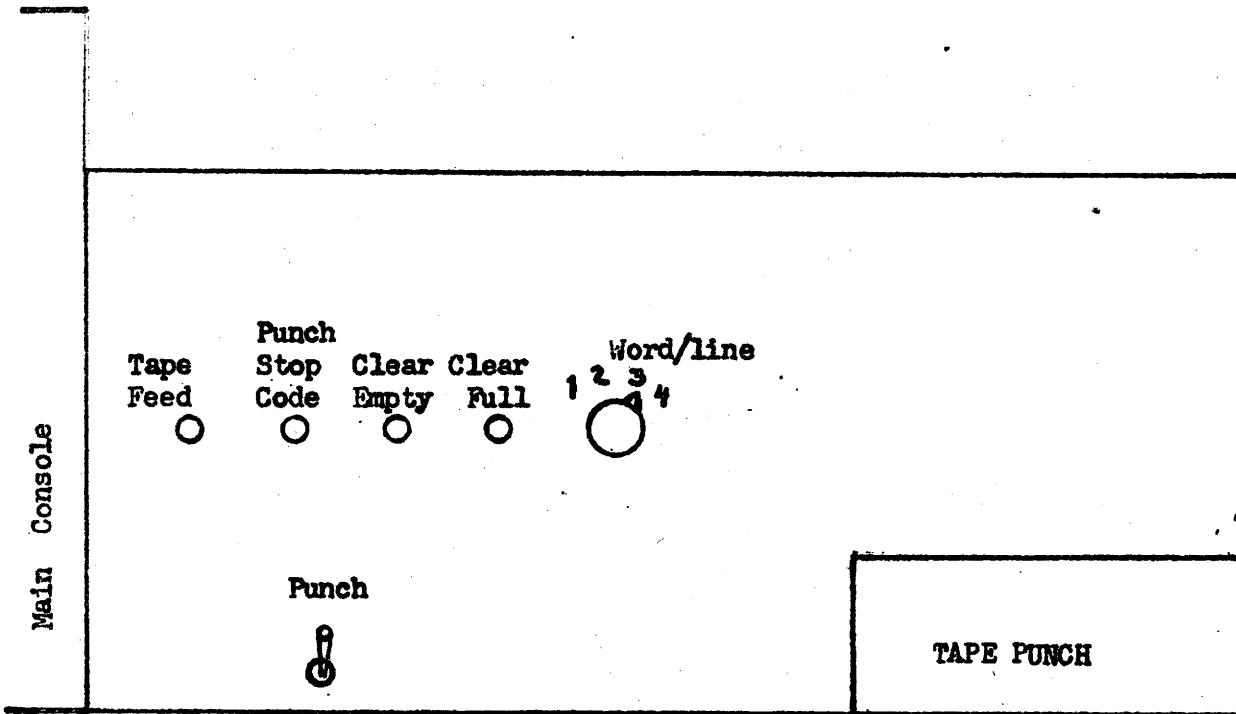 Main Console
Tape
Feed
Punch
Stop
Code
Clear
Empty
Clear
Full
Word/line
1 2 3 4
Punch
TAPE PUNCH